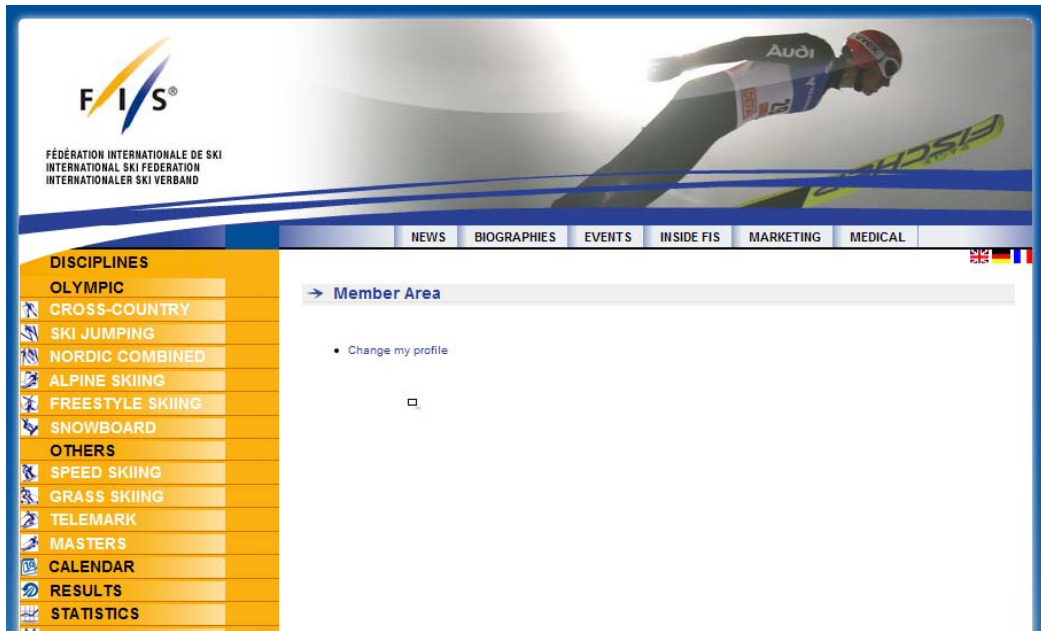 F/I/S®
FÉDÉRATION INTERNATIONALE DE SKI
INTERNATIONAL SKI FEDERATION
INTERNATIONALER SKI VERBAND
Audi
uvex
FISCHER
NEWS BIOGRAPHIES EVENTS INSIDE FIS MARKETING MEDICAL
DISCIPLINES
OLYMPIC
CROSS-COUNTRY
SKI JUMPING
NORDIC COMBINED
ALPINE SKIING
FREESTYLE SKIING
SNOWBOARD
OTHERS
SPEED SKIING
GRASS SKIING
TELEMARK
MASTERS
CALENDAR
RESULTS
STATISTICS
Member Area
Change my profile